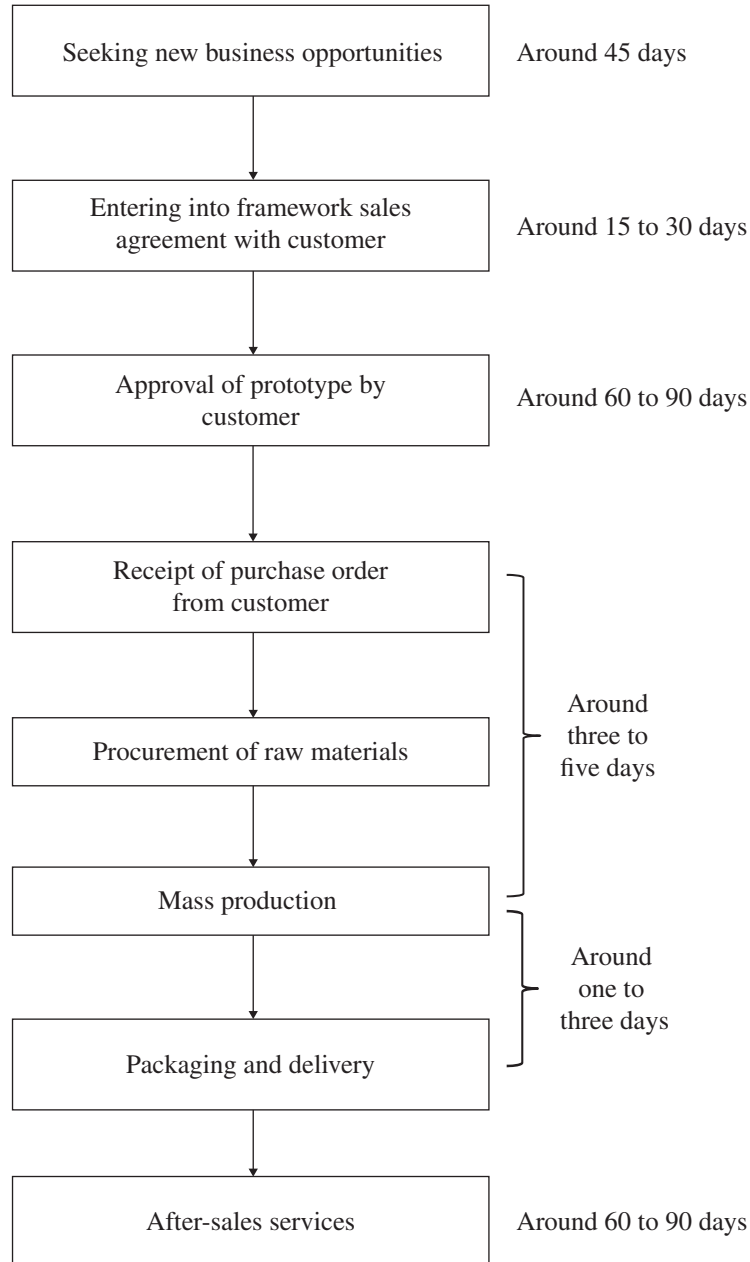 Seeking new business opportunities
Around 45 days
Entering into framework sales
agreement with customer
Around 15 to 30 days
Approval of prototype by
customer
Around 60 to 90 days
Receipt of purchase order
from customer
Procurement of raw materials
Around
three to
five days
Mass production
Around
one to
three days
Packaging and delivery
After-sales services
Around 60 to 90 days